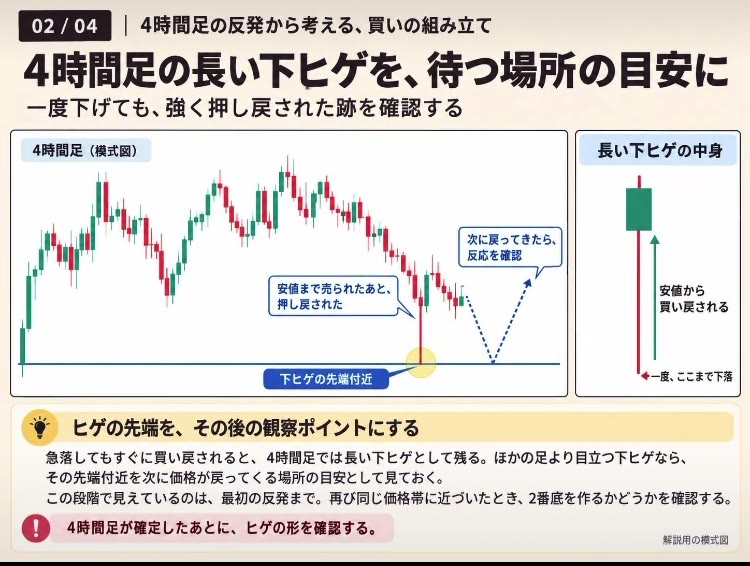 02 / 04 | 4時間足の反発から考える、買いの組み立て
4時間足の長い下ヒゲを、待つ場所の目安に
一度下げても、強く押し戻された跡を確認する
4時間足（模式図）
次に戻ってきたら、
反応を確認
安値まで売られたあと、
押し戻された
下ヒゲの先端付近
長い下ヒゲの中身
安値から
買い戻される
一度、ここまで下落
ヒゲの先端を、その後の観察ポイントにする
急落してもすぐに買い戻されると、4時間足では長い下ヒゲとして残る。ほかの足より目立つ下ヒゲなら、
その先端付近を次に価格が戻ってくる場所の目安として見ておく。
この段階で見えているのは、最初の反発まで。再び同じ価格帯に近づいたとき、2番底を作るかどうかを確認する。
4時間足が確定したあとに、ヒゲの形を確認する。
解説用の模式図